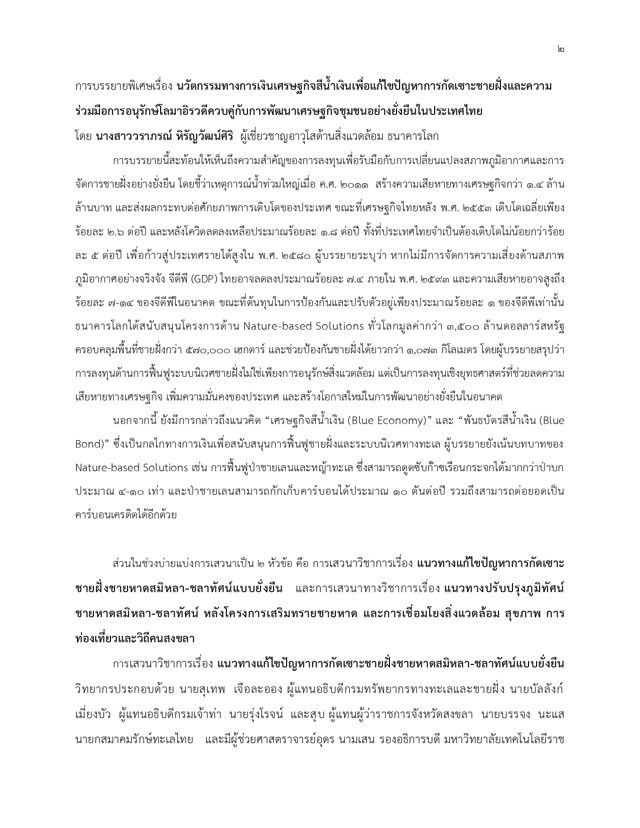 ๒
การบรรยายพิเศษเรื่อง นวัตกรรมทางการเงินเศรษฐกิจสีน้ำเงินเพื่อแก้ไขปัญหาการกัดเซาะชายฝั่งและความ
ร่วมมือการอนุรักษ์โลมาอิรวดีควบคู่กับการพัฒนาเศรษฐกิจชุมชนอย่างยั่งยืนในประเทศไทย
โดย นางสาววราภรณ์ หิรัญวัฒน์ศิริ ผู้เชี่ยวชาญอาวุโสด้านสิ่งแวดล้อม ธนาคารโลก
การบรรยายนี้สะท้อนให้เห็นถึงความสำคัญของการลงทุนเพื่อรับมือกับการเปลี่ยนแปลงสภาพภูมิอากาศและการ
จัดการชายฝั่งอย่างยั่งยืน โดยชี้ว่าเหตุการณ์น้ำท่วมใหญ่เมื่อ ค.ศ. ๒๐๑๑ สร้างความเสียหายทางเศรษฐกิจกว่า ๑.๔ ล้าน
ล้านบาท และส่งผลกระทบต่อศักยภาพการเติบโตของประเทศ ขณะที่เศรษฐกิจไทยหลัง พ.ศ. ๒๕๕๓ เติบโตเฉลี่ยเพียง
ร้อยละ ๒.๖ ต่อปี และหลังโควิดลดลงเหลือประมาณร้อยละ ๑.๘ ต่อปี ทั้งที่ประเทศไทยจำเป็นต้องเติบโตไม่น้อยกว่าร้อย
ละ ๕ ต่อปี เพื่อก้าวสู่ประเทศรายได้สูงใน พ.ศ. ๒๕๘๐ ผู้บรรยายระบุว่า หากไม่มีการจัดการความเสี่ยงด้านสภาพ
ภูมิอากาศอย่างจริงจัง จีดีพี (GDP) ไทยอาจลดลงประมาณร้อยละ ๗.๔ ภายใน พ.ศ. ๒๕๙๓ และความเสียหายอาจสูงถึง
ร้อยละ ๗-๑๔ ของจีดีพีในอนาคต ขณะที่ต้นทุนในการป้องกันและปรับตัวอยู่เพียงประมาณร้อยละ ๑ ของจีดีพีเท่านั้น
ธนาคารโลกได้สนับสนุนโครงการด้าน Nature-based Solutions ทั่วโลกมูลค่ากว่า ๓,๕๐๐ ล้านดอลลาร์สหรัฐ
ครอบคลุมพื้นที่ชายฝั่งกว่า ๕๗๐,๐๐๐ เฮกตาร์ และช่วยป้องกันชายฝั่งได้ยาวกว่า ๑,๐๗๓ กิโลเมตร โดยผู้บรรยายสรุปว่า
การลงทุนด้านการฟื้นฟูระบบนิเวศชายฝั่งไม่ใช่เพียงการอนุรักษ์สิ่งแวดล้อม แต่เป็นการลงทุนเชิงยุทธศาสตร์ที่ช่วยลดความ
เสียหายทางเศรษฐกิจ เพิ่มความมั่นคงของประเทศ และสร้างโอกาสใหม่ในการพัฒนาอย่างยั่งยืนในอนาคต
นอกจากนี้ ยังมีการกล่าวถึงแนวคิด “เศรษฐกิจสีน้ำเงิน (Blue Economy)” และ “พันธบัตรสีน้ำเงิน (Blue
Bond)” ซึ่งเป็นกลไกทางการเงินเพื่อสนับสนุนการฟื้นฟูชายฝั่งและระบบนิเวศทางทะเล ผู้บรรยายยังเน้นบทบาทของ
Nature-based Solutions เช่น การฟื้นฟูป่าชายเลนและหญ้าทะเล ซึ่งสามารถดูดซับก๊าซเรือนกระจกได้มากกว่าป่าบก
ประมาณ ๔-๑๐ เท่า และป่าชายเลนสามารถกักเก็บคาร์บอนได้ประมาณ ๑๐ ตันต่อปี รวมถึงสามารถต่อยอดเป็น
คาร์บอนเครดิตได้อีกด้วย
ส่วนในช่วงบ่ายแบ่งการเสวนาเป็น ๒ หัวข้อ คือ การเสวนาวิชาการเรื่อง แนวทางแก้ไขปัญหาการกัดเซาะ
ชายฝั่งชายหาดสมิหลา-ชลาทัศน์แบบยั่งยืน และการเสวนาทางวิชาการเรื่อง แนวทางปรับปรุงภูมิทัศน์
ชายหาดสมิหลา-ชลาทัศน์ หลังโครงการเสริมทรายชายหาด และการเชื่อมโยงสิ่งแวดล้อม สุขภาพ การ
ท่องเที่ยวและวิถีคนสงขลา
การเสวนาวิชาการเรื่อง แนวทางแก้ไขปัญหาการกัดเซาะชายฝั่งชายหาดสมิหลา-ชลาทัศน์แบบยั่งยืน
วิทยากรประกอบด้วย นายสุเทพ เจือละออง ผู้แทนอธิบดีกรมทรัพยากรทางทะเลและชายฝั่ง นายบัลลังก์
เมี่ยงบัว ผู้แทนอธิบดีกรมเจ้าท่า นายรุ่งโรจน์ และสุบ ผู้แทนผู้ว่าราชการจังหวัดสงขลา นายบรรจง นะแส
นายกสมาคมรักษ์ทะเลไทย และมีผู้ช่วยศาสตราจารย์อุดร นามเสน รองอธิการบดี มหาวิทยาลัยเทคโนโลยีราช